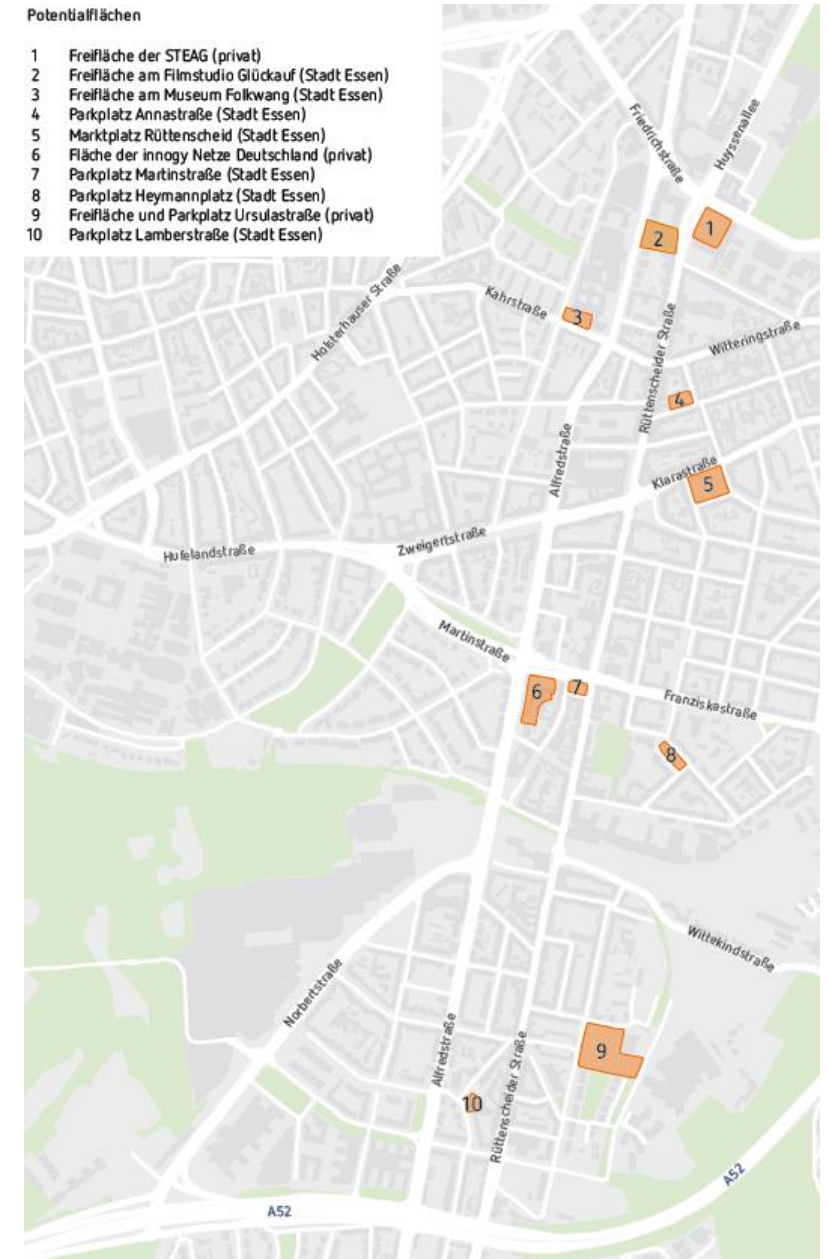 Potentialflächen
1 Freifläche der STEAG (privat)
2 Freifläche am Filmstudio Glückauf (Stadt Essen)
3 Freifläche am Museum Folkwang (Stadt Essen)
4 Parkplatz Annastraße (Stadt Essen)
5 Marktplatz Rüttenscheid (Stadt Essen)
6 Fläche der innogy Netze Deutschland (privat)
7 Parkplatz Martinstraße (Stadt Essen)
8 Parkplatz Heymannplatz (Stadt Essen)
9 Freifläche und Parkplatz Ursulastraße (privat)
10 Parkplatz Lamberstraße (Stadt Essen)
Friedrichstraße
Huyssenallee
1
2
Holsterhauser Straße
Kahrstraße
3
Rüttenscheider Straße
Witteringstraße
4
Alfredstraße
Klarastraße
5
Zweigertstraße
Hufelandstraße
Martinstraße
6
7
Franziskastraße
8
Wittekindstraße
Norbertstraße
Alfredstraße
Rüttenscheider Straße
9
10
A52
A52